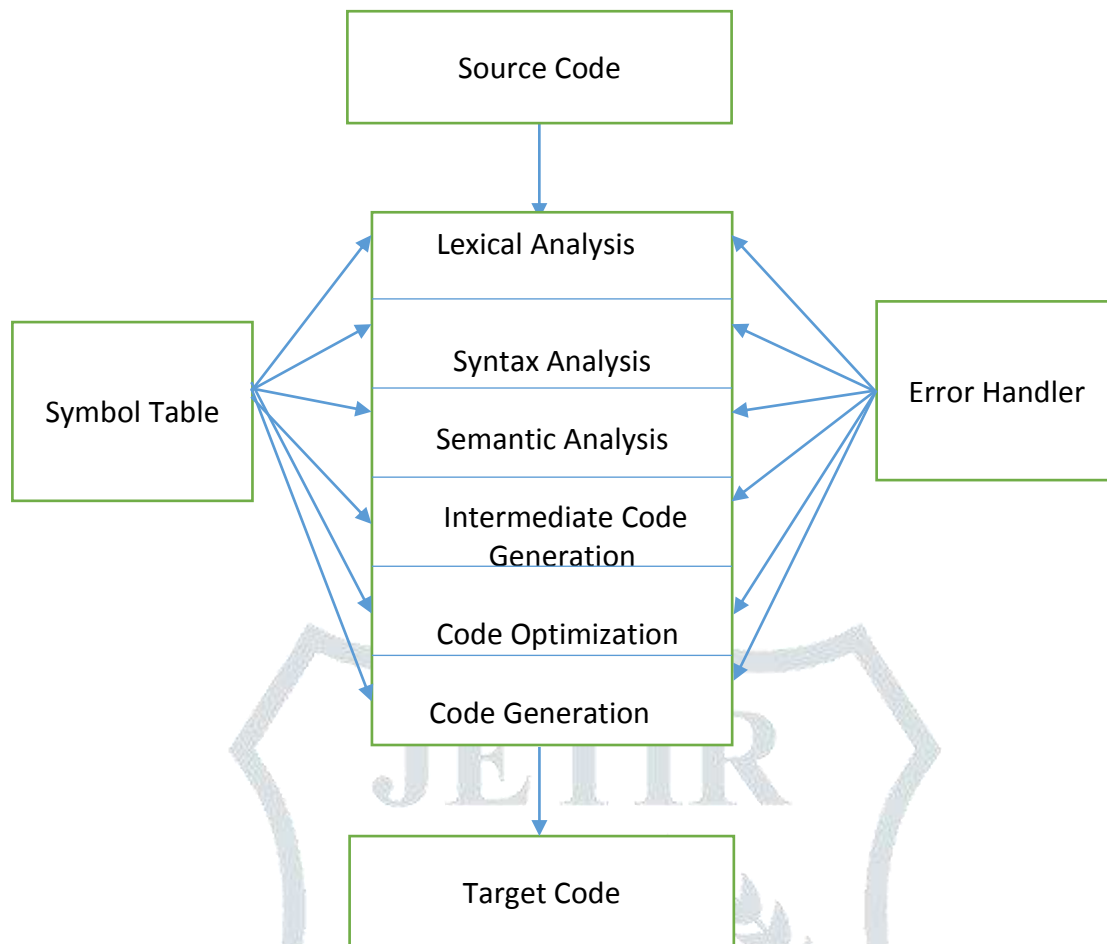 Source Code
Lexical Analysis
Syntax Analysis
Symbol Table
Error Handler
Semantic Analysis
Intermediate Code
Generation
Code Optimization
Code Generation
JETIR
Target Code